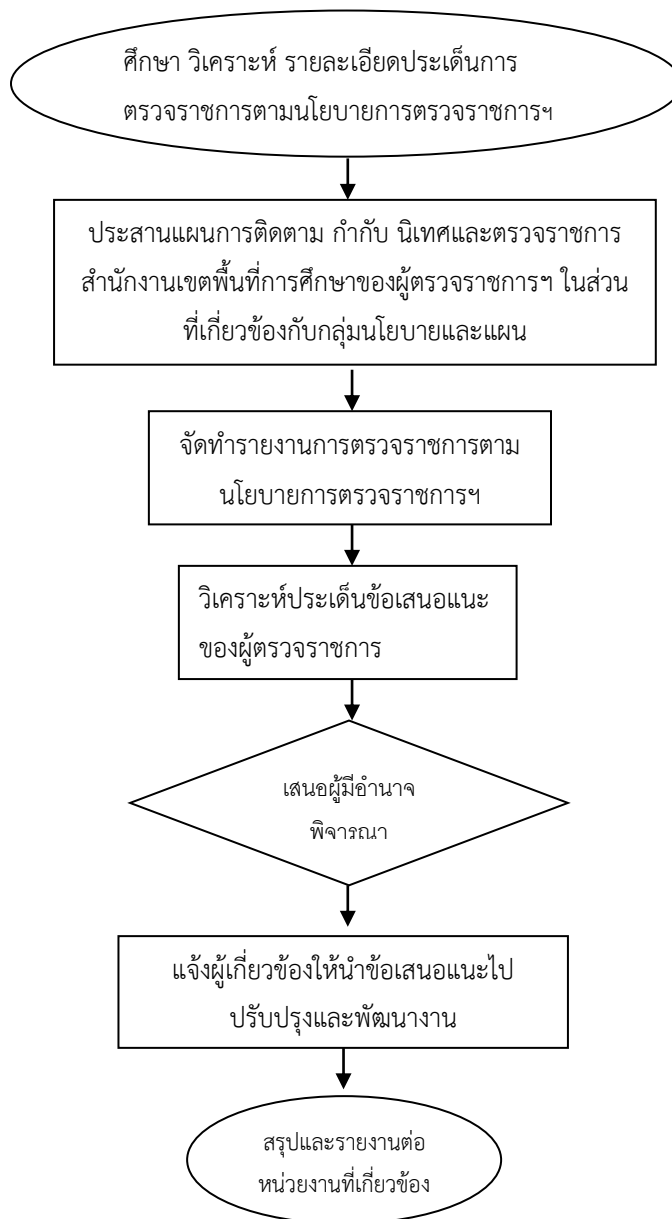 ศึกษา วิเคราะห์ รายละเอียดประเด็นการ
ตรวจราชการตามนโยบายการตรวจราชการฯ
ประสานแผนการติดตาม กำกับ นิเทศและตรวจราชการ
สำนักงานเขตพื้นที่การศึกษาของผู้ตรวจราชการฯ ในส่วน
ที่เกี่ยวข้องกับกลุ่มนโยบายและแผน
จัดทำรายงานการตรวจราชการตาม
นโยบายการตรวจราชการฯ
วิเคราะห์ประเด็นข้อเสนอแนะ
ของผู้ตรวจราชการ
เสนอผู้มีอำนาจ
พิจารณา
แจ้งผู้เกี่ยวข้องให้นำข้อเสนอแนะไป
ปรับปรุงและพัฒนางาน
สรุปและรายงานต่อ
หน่วยงานที่เกี่ยวข้อง